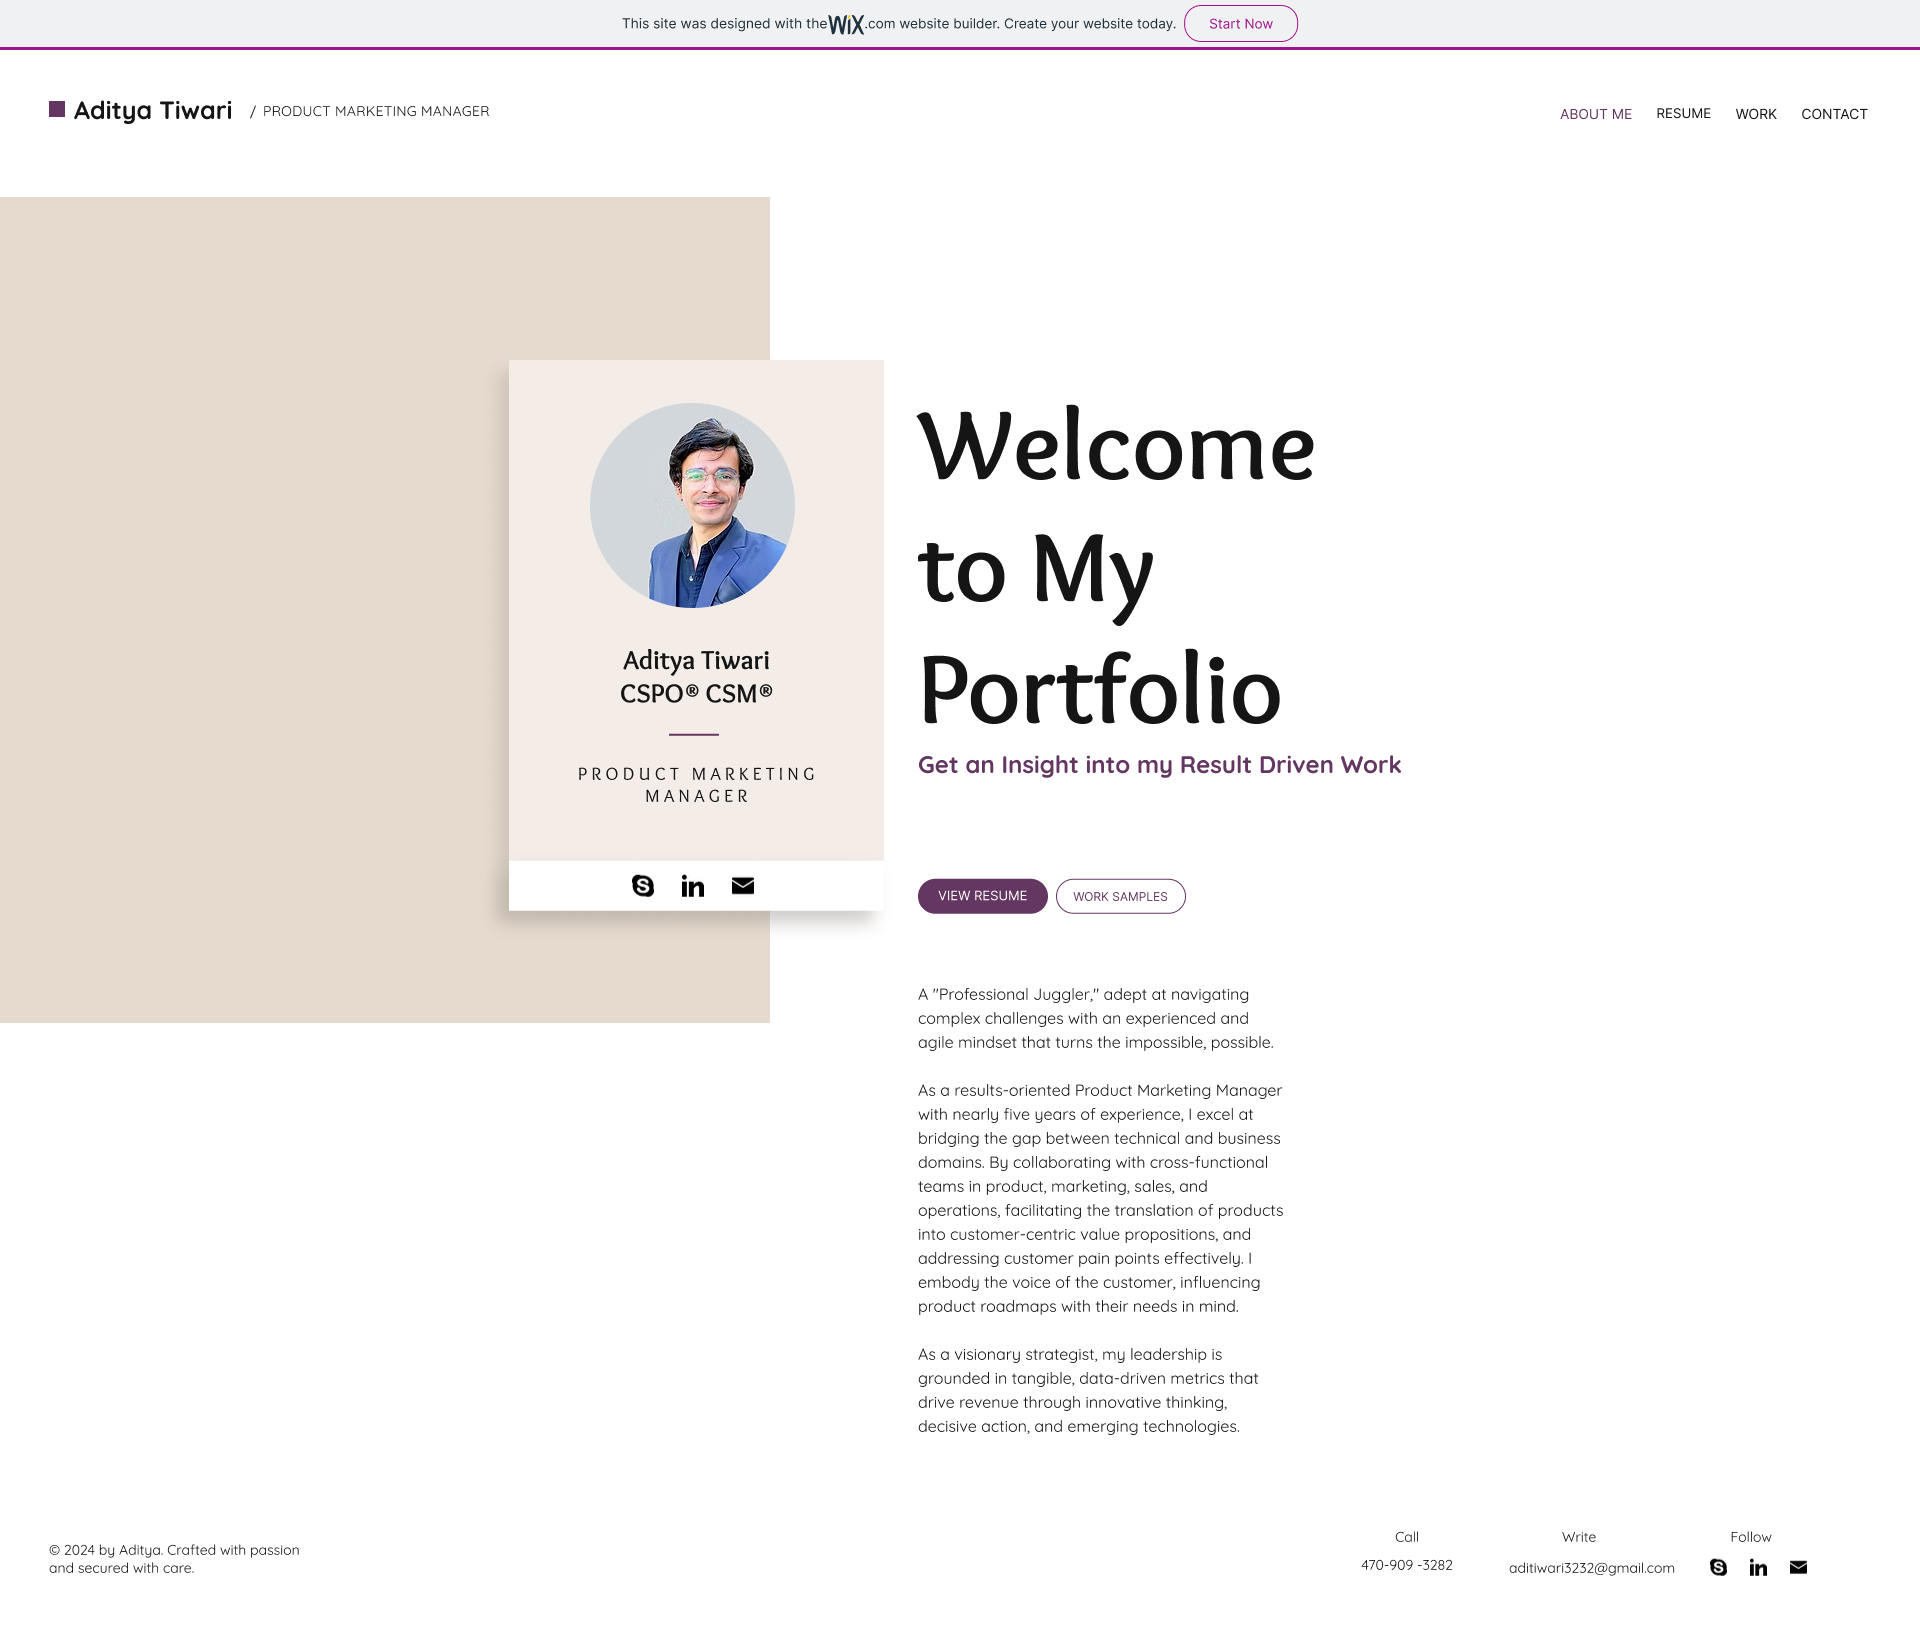 This site was designed with the WiX.com website builder. Create your website today. Start Now
Aditya Tiwari / PRODUCT MARKETING MANAGER
ABOUT ME RESUME WORK CONTACT
Aditya Tiwari
CSPO® CSM®
PRODUCT MARKETING
MANAGER
Welcome
to My
Portfolio
Get an Insight into my Result Driven Work
VIEW RESUME WORK SAMPLES
A "Professional Juggler," adept at navigating
complex challenges with an experienced and
agile mindset that turns the impossible, possible.
As a results-oriented Product Marketing Manager
with nearly five years of experience, I excel at
bridging the gap between technical and business
domains. By collaborating with cross-functional
teams in product, marketing, sales, and
operations, facilitating the translation of products
into customer-centric value propositions, and
addressing customer pain points effectively. I
embody the voice of the customer, influencing
product roadmaps with their needs in mind.
As a visionary strategist, my leadership is
grounded in tangible, data-driven metrics that
drive revenue through innovative thinking,
decisive action, and emerging technologies.
© 2024 by Aditya. Crafted with passion
and secured with care.
Call
470-909 -3282
Write
aditiwari3232@gmail.com
Follow